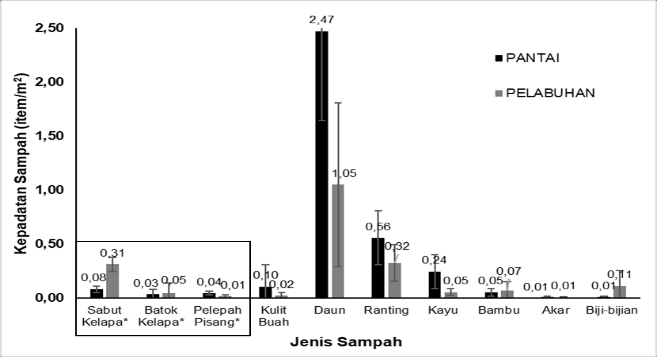 2,47
2,50
2,00
1,50
1,00
0,50
0,00
Kepadatan Sampah (item/m²)
PANTAI
PELABUHAN
0,08
0,31
0,03
0,05
0,04
0,01
0,10
0,02
1,05
0,56
0,32
0,24
0,05
0,05
0,07
0,01
0,01
0,01
0,11
Sabut
Kelapa*
Batok
Kelapa*
Pelepah
Pisang*
Kulit
Buah
Daun
Ranting
Kayu
Bambu
Akar
Biji-bijian
Jenis Sampah